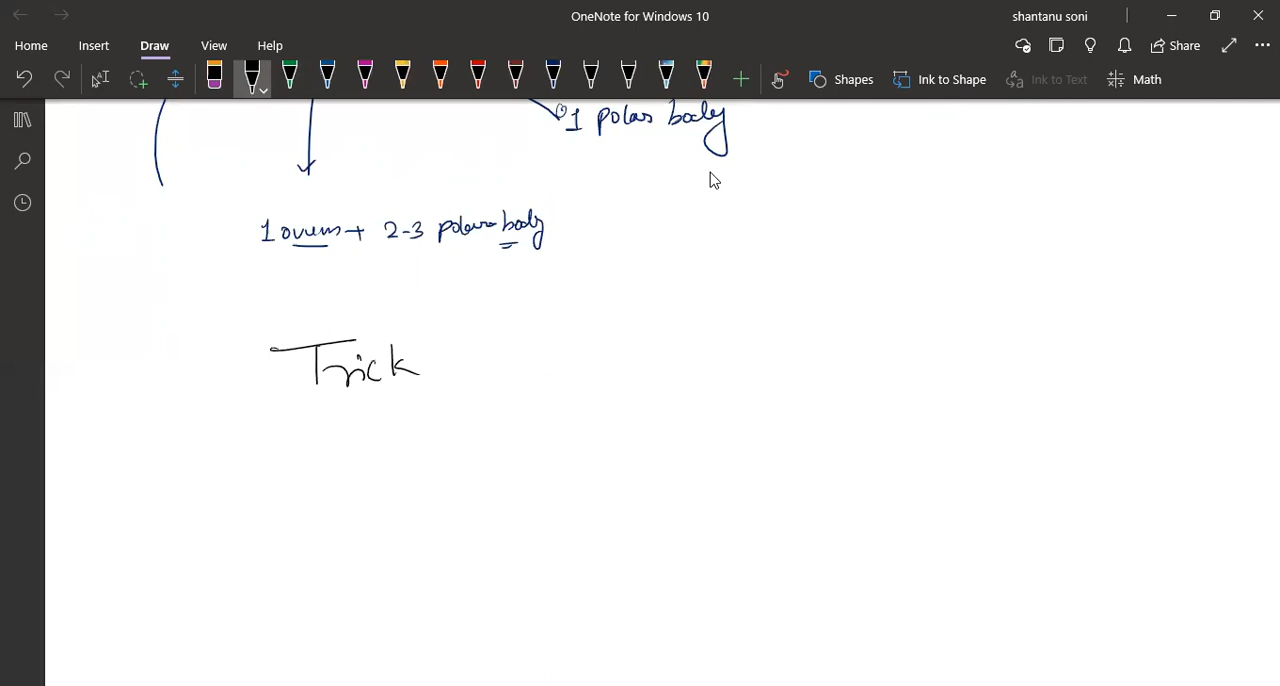 OneNote for Windows 10
shantanu soni
Home Insert Draw View Help
Share
Shapes Ink to Shape Ink to Text Math
1 polar body
1 ovum + 2-3 polar body
Trick